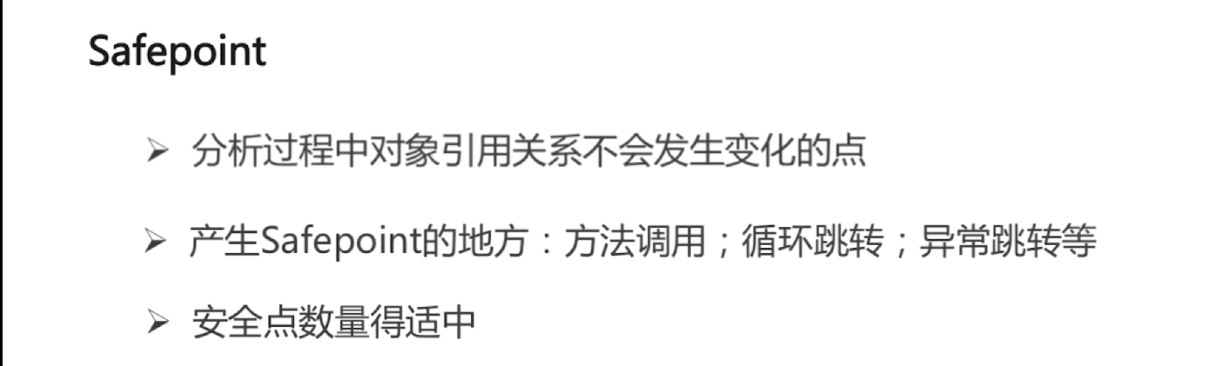 Safepoint
分析过程中对象引用关系不会发生变化的点
产生Safepoint的地方：方法调用；循环跳转；异常跳转等
安全点数量得适中